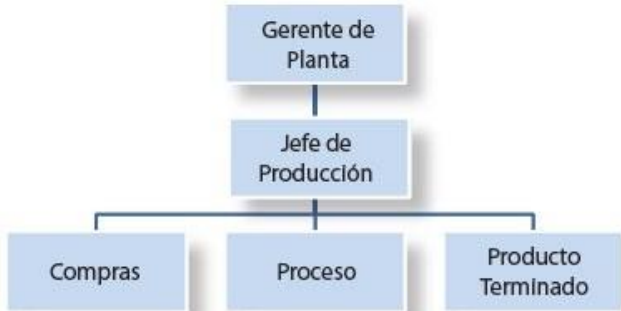 Gerente de
Planta
Jefe de
Producción
Compras
Proceso
Producto
Terminado